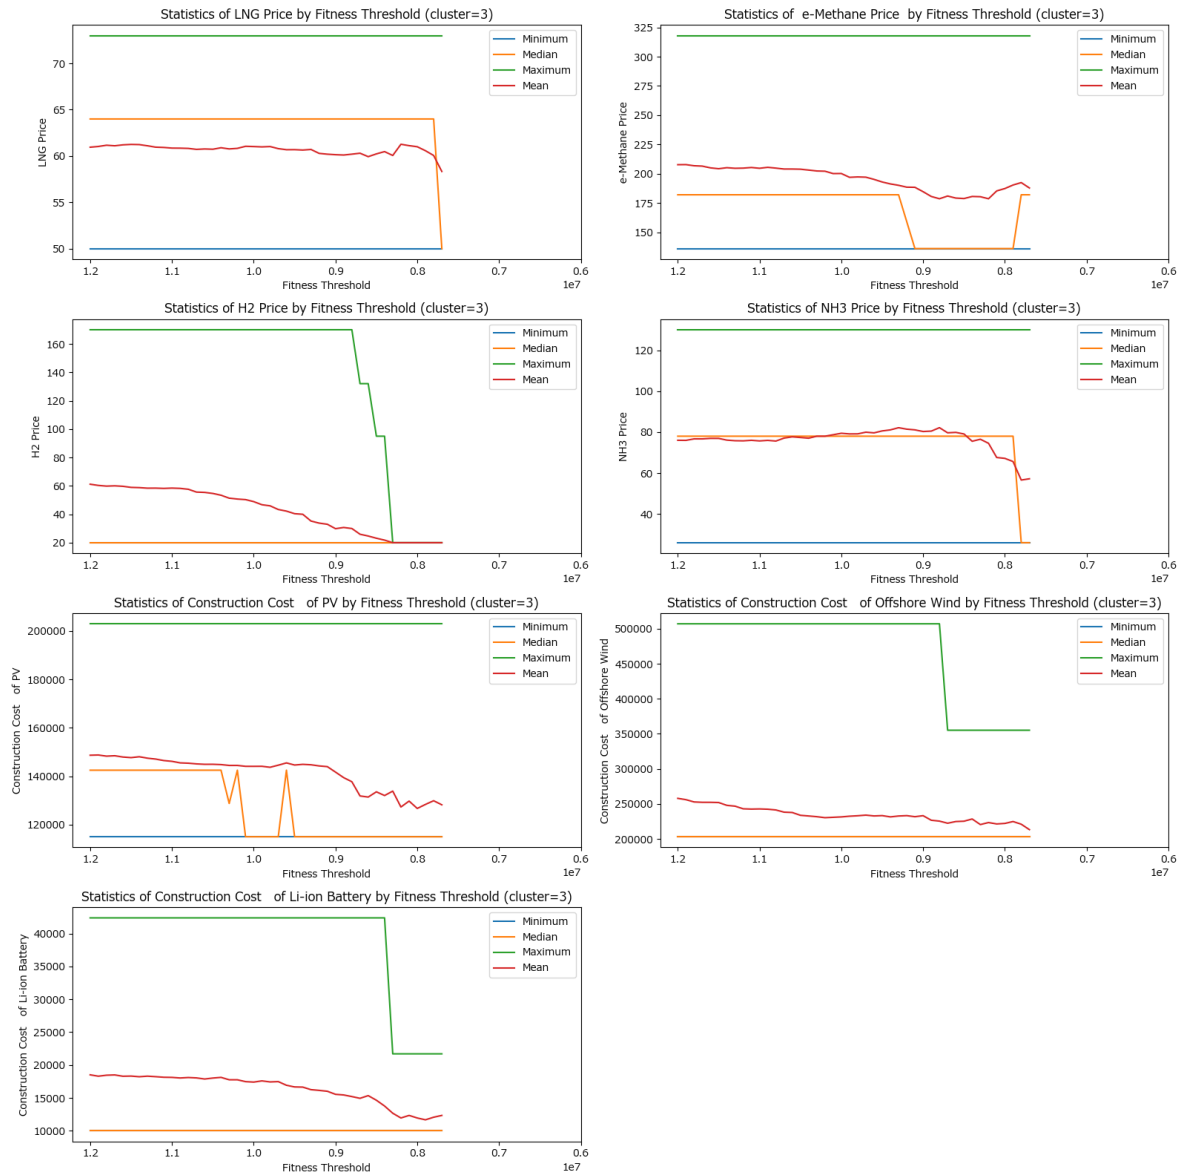 Statistics of LNG Price by Fitness Threshold (cluster=3)
LNG Price
70
65
60
55
50
Minimum
Median
Maximum
Mean
1.2 1.1 1.0 0.9 0.8 0.7 0.6
Fitness Threshold
1e7
Statistics of  e-Methane Price  by Fitness Threshold (cluster=3)
e-Methane Price
325
300
275
250
225
200
175
150
Minimum
Median
Maximum
Mean
1.2 1.1 1.0 0.9 0.8 0.7 0.6
Fitness Threshold
1e7
Statistics of H2 Price by Fitness Threshold (cluster=3)
H2 Price
160
140
120
100
80
60
40
20
Minimum
Median
Maximum
Mean
1.2 1.1 1.0 0.9 0.8 0.7 0.6
Fitness Threshold
1e7
Statistics of NH3 Price by Fitness Threshold (cluster=3)
NH3 Price
120
100
80
60
40
Minimum
Median
Maximum
Mean
1.2 1.1 1.0 0.9 0.8 0.7 0.6
Fitness Threshold
1e7
Statistics of Construction Cost   of PV by Fitness Threshold (cluster=3)
Construction Cost   of PV
200000
180000
160000
140000
120000
Minimum
Median
Maximum
Mean
1.2 1.1 1.0 0.9 0.8 0.7 0.6
Fitness Threshold
1e7
Statistics of Construction Cost   of Offshore Wind by Fitness Threshold (cluster=3)
Construction Cost   of Offshore Wind
500000
450000
400000
350000
300000
250000
200000
Minimum
Median
Maximum
Mean
1.2 1.1 1.0 0.9 0.8 0.7 0.6
Fitness Threshold
1e7
Statistics of Construction Cost   of Li-ion Battery by Fitness Threshold (cluster=3)
Construction Cost   of Li-ion Battery
40000
35000
30000
25000
20000
15000
10000
Minimum
Median
Maximum
Mean
1.2 1.1 1.0 0.9 0.8 0.7 0.6
Fitness Threshold
1e7